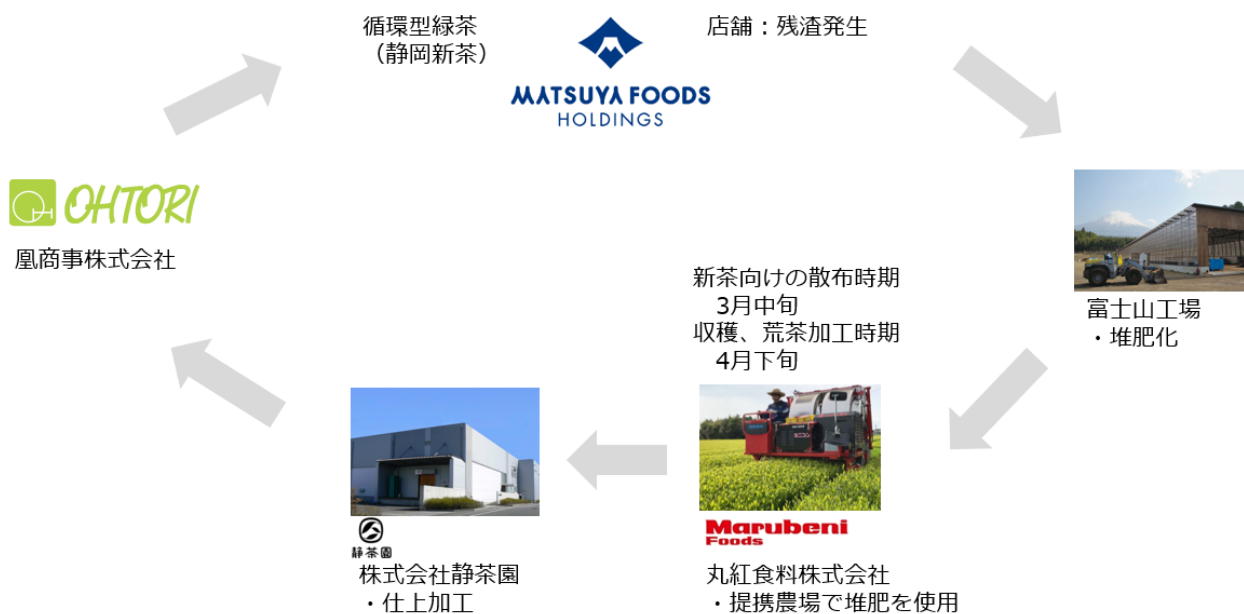 循環型緑茶
（静岡新茶）
MATSUYA FOODS
HOLDINGS
店舗：残渣発生
OHTORI
凰商事株式会社
富士山工場
・堆肥化
新茶向けの散布時期
3月中旬
収穫、荒茶加工時期
4月下旬
Marubeni
Foods
丸紅食料株式会社
・提携農場で堆肥を使用
静茶園
株式会社静茶園
・仕上加工